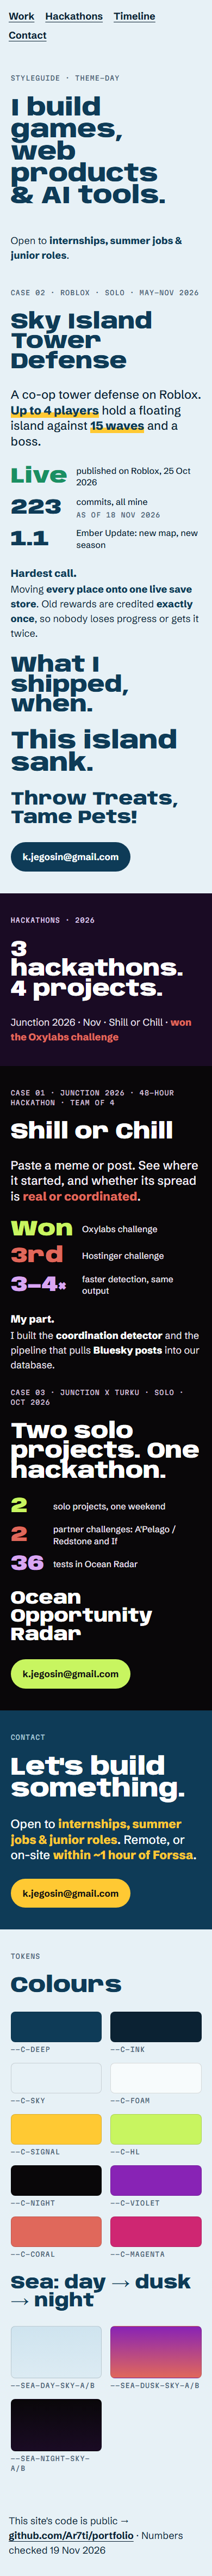 Work Hackathons Timeline
Contact
STYLEGUIDE · THEME-DAY
I build
games,
web
products
& AI tools.
Open to internships, summer jobs &
junior roles.
CASE 02 · ROBLOX · SOLO · MAY–NOV 2026
Sky Island
Tower
Defense
A co-op tower defense on Roblox.
Up to 4 players hold a floating
island against 15 waves and a
boss.
Live published on Roblox, 25 Oct
2026
223 commits, all mine
AS OF 18 NOV 2026
1.1 Ember Update: new map, new
season
Hardest call.
Moving every place onto one live save
store. Old rewards are credited exactly
once, so nobody loses progress or gets it
twice.
What I
shipped,
when.
This island
sank.
Throw Treats,
Tame Pets!
k.jegosin@gmail.com
HACKATHONS · 2026
3
hackathons.
4 projects.
Junction 2026 · Nov · Shill or Chill · won
the Oxylabs challenge
CASE 01 · JUNCTION 2026 · 48-HOUR
HACKATHON · TEAM OF 4
Shill or Chill
Paste a meme or post. See where
it started, and whether its spread
is real or coordinated.
Won Oxylabs challenge
3rd Hostinger challenge
3–4× faster detection, same
output
My part.
I built the coordination detector and the
pipeline that pulls Bluesky posts into our
database.
CASE 03 · JUNCTION X TURKU · SOLO ·
OCT 2026
Two solo
projects. One
hackathon.
2 solo projects, one weekend
2 partner challenges: A'Pelago /
Redstone and If
36 tests in Ocean Radar
Ocean
Opportunity
Radar
k.jegosin@gmail.com
CONTACT
Let's build
something.
Open to internships, summer
jobs & junior roles. Remote, or
on-site within ~1 hour of Forssa.
k.jegosin@gmail.com
TOKENS
Colours
--C-DEEP --C-INK
--C-SKY --C-FOAM
--C-SIGNAL --C-HL
--C-NIGHT --C-VIOLET
--C-CORAL --C-MAGENTA
Sea: day → dusk
→ night
--SEA-DAY-SKY-A/B --SEA-DUSK-SKY-A/B
--SEA-NIGHT-SKY-
A/B
This site's code is public →
github.com/Ar7ti/portfolio · Numbers
checked 19 Nov 2026